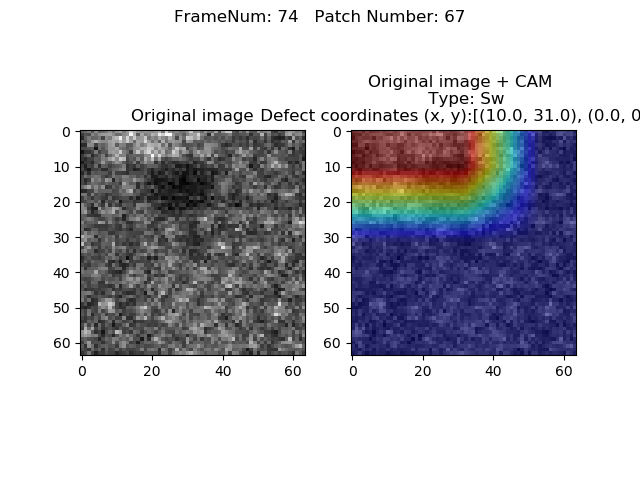 FrameNum: 74   Patch Number: 67
Original image
0
10
20
30
40
50
60
0 20 40 60
Original image + CAM
Type: Sw
Defect coordinates (x, y):[(10.0, 31.0), (0.0, 0
0
10
20
30
40
50
60
0 20 40 60